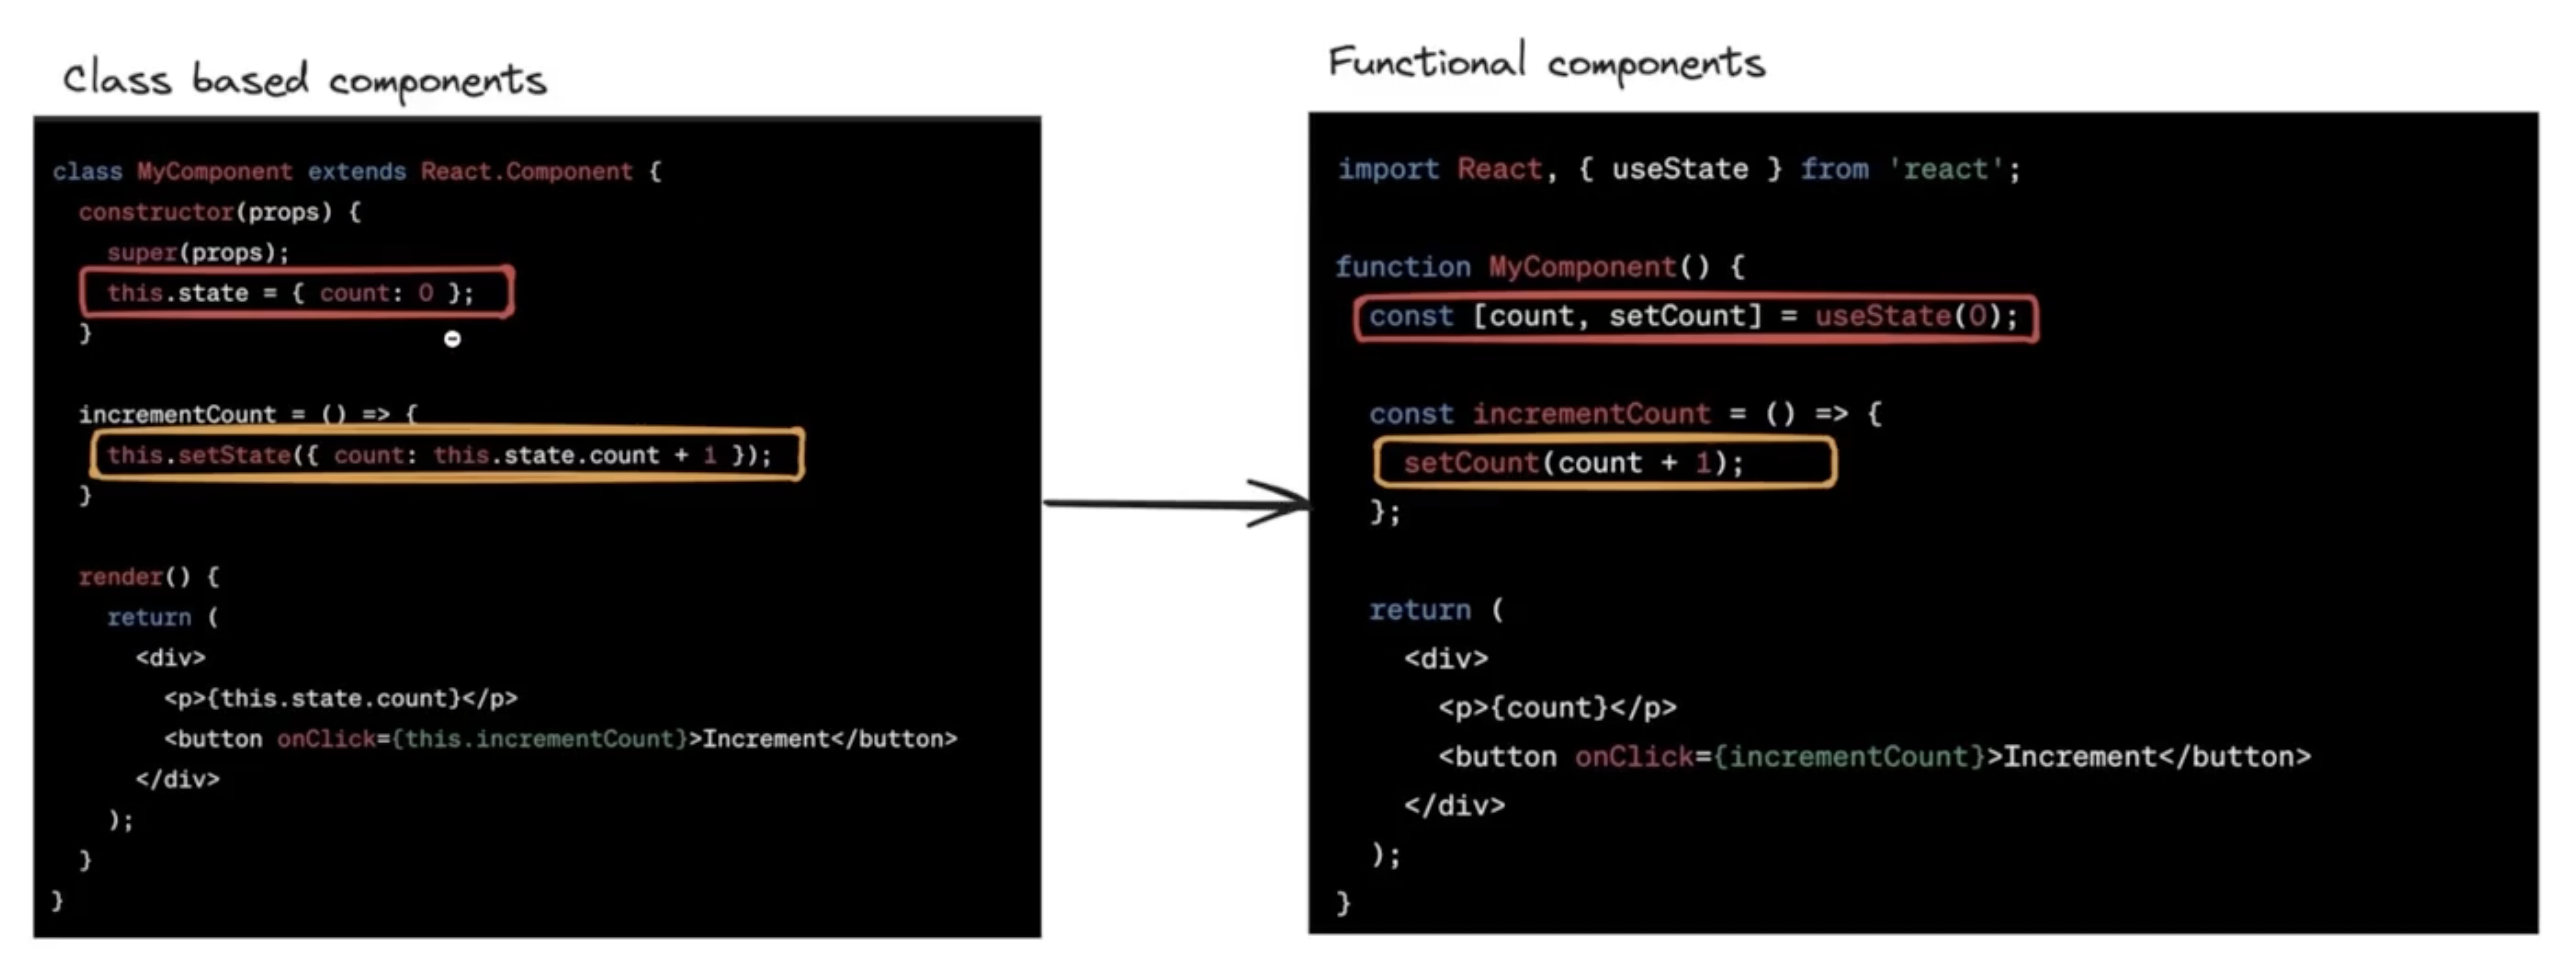 Class based components
class MyComponent extends React.Component {
constructor(props) {
super(props);
this.state = { count: 0 };
}
incrementCount = () => {
this.setState({ count: this.state.count + 1 });
}
render() {
return (
<div>
<p>{this.state.count}</p>
<button onClick={this.incrementCount}>Increment</button>
</div>
);
}
}
Functional components
import React, { useState } from 'react';
function MyComponent() {
const [count, setCount] = useState(0);
const incrementCount = () => {
setCount(count + 1);
};
return (
<div>
<p>{count}</p>
<button onClick={incrementCount}>Increment</button>
</div>
);
}